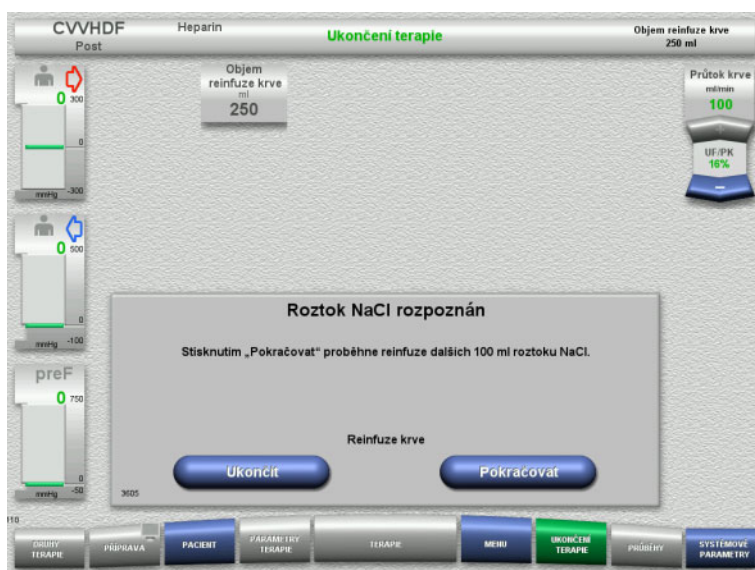 CVVHDF
Post
Heparin
Ukončení terapie
Objem reinfuze krve
250 ml
0
300
0
-300
mmHg
Objem
reinfuze krve
ml
250
Průtok krve
ml/min
100
+
UF/PK
16%
−
0
500
0
-100
mmHg
preF
0
750
0
-50
mmHg
Roztok NaCl rozpoznán
Stisknutím „Pokračovat“ proběhne reinfuze dalších 100 ml roztoku NaCl.
Reinfuze krve
Ukončit
Pokračovat
3605
110
DRUHY
TERAPIE
PŘÍPRAVA
PACIENT
PARAMETRY
TERAPIE
TERAPIE
MENU
UKONČENÍ
TERAPIE
PRŮBĚHY
SYSTÉMOVÉ
PARAMETRY